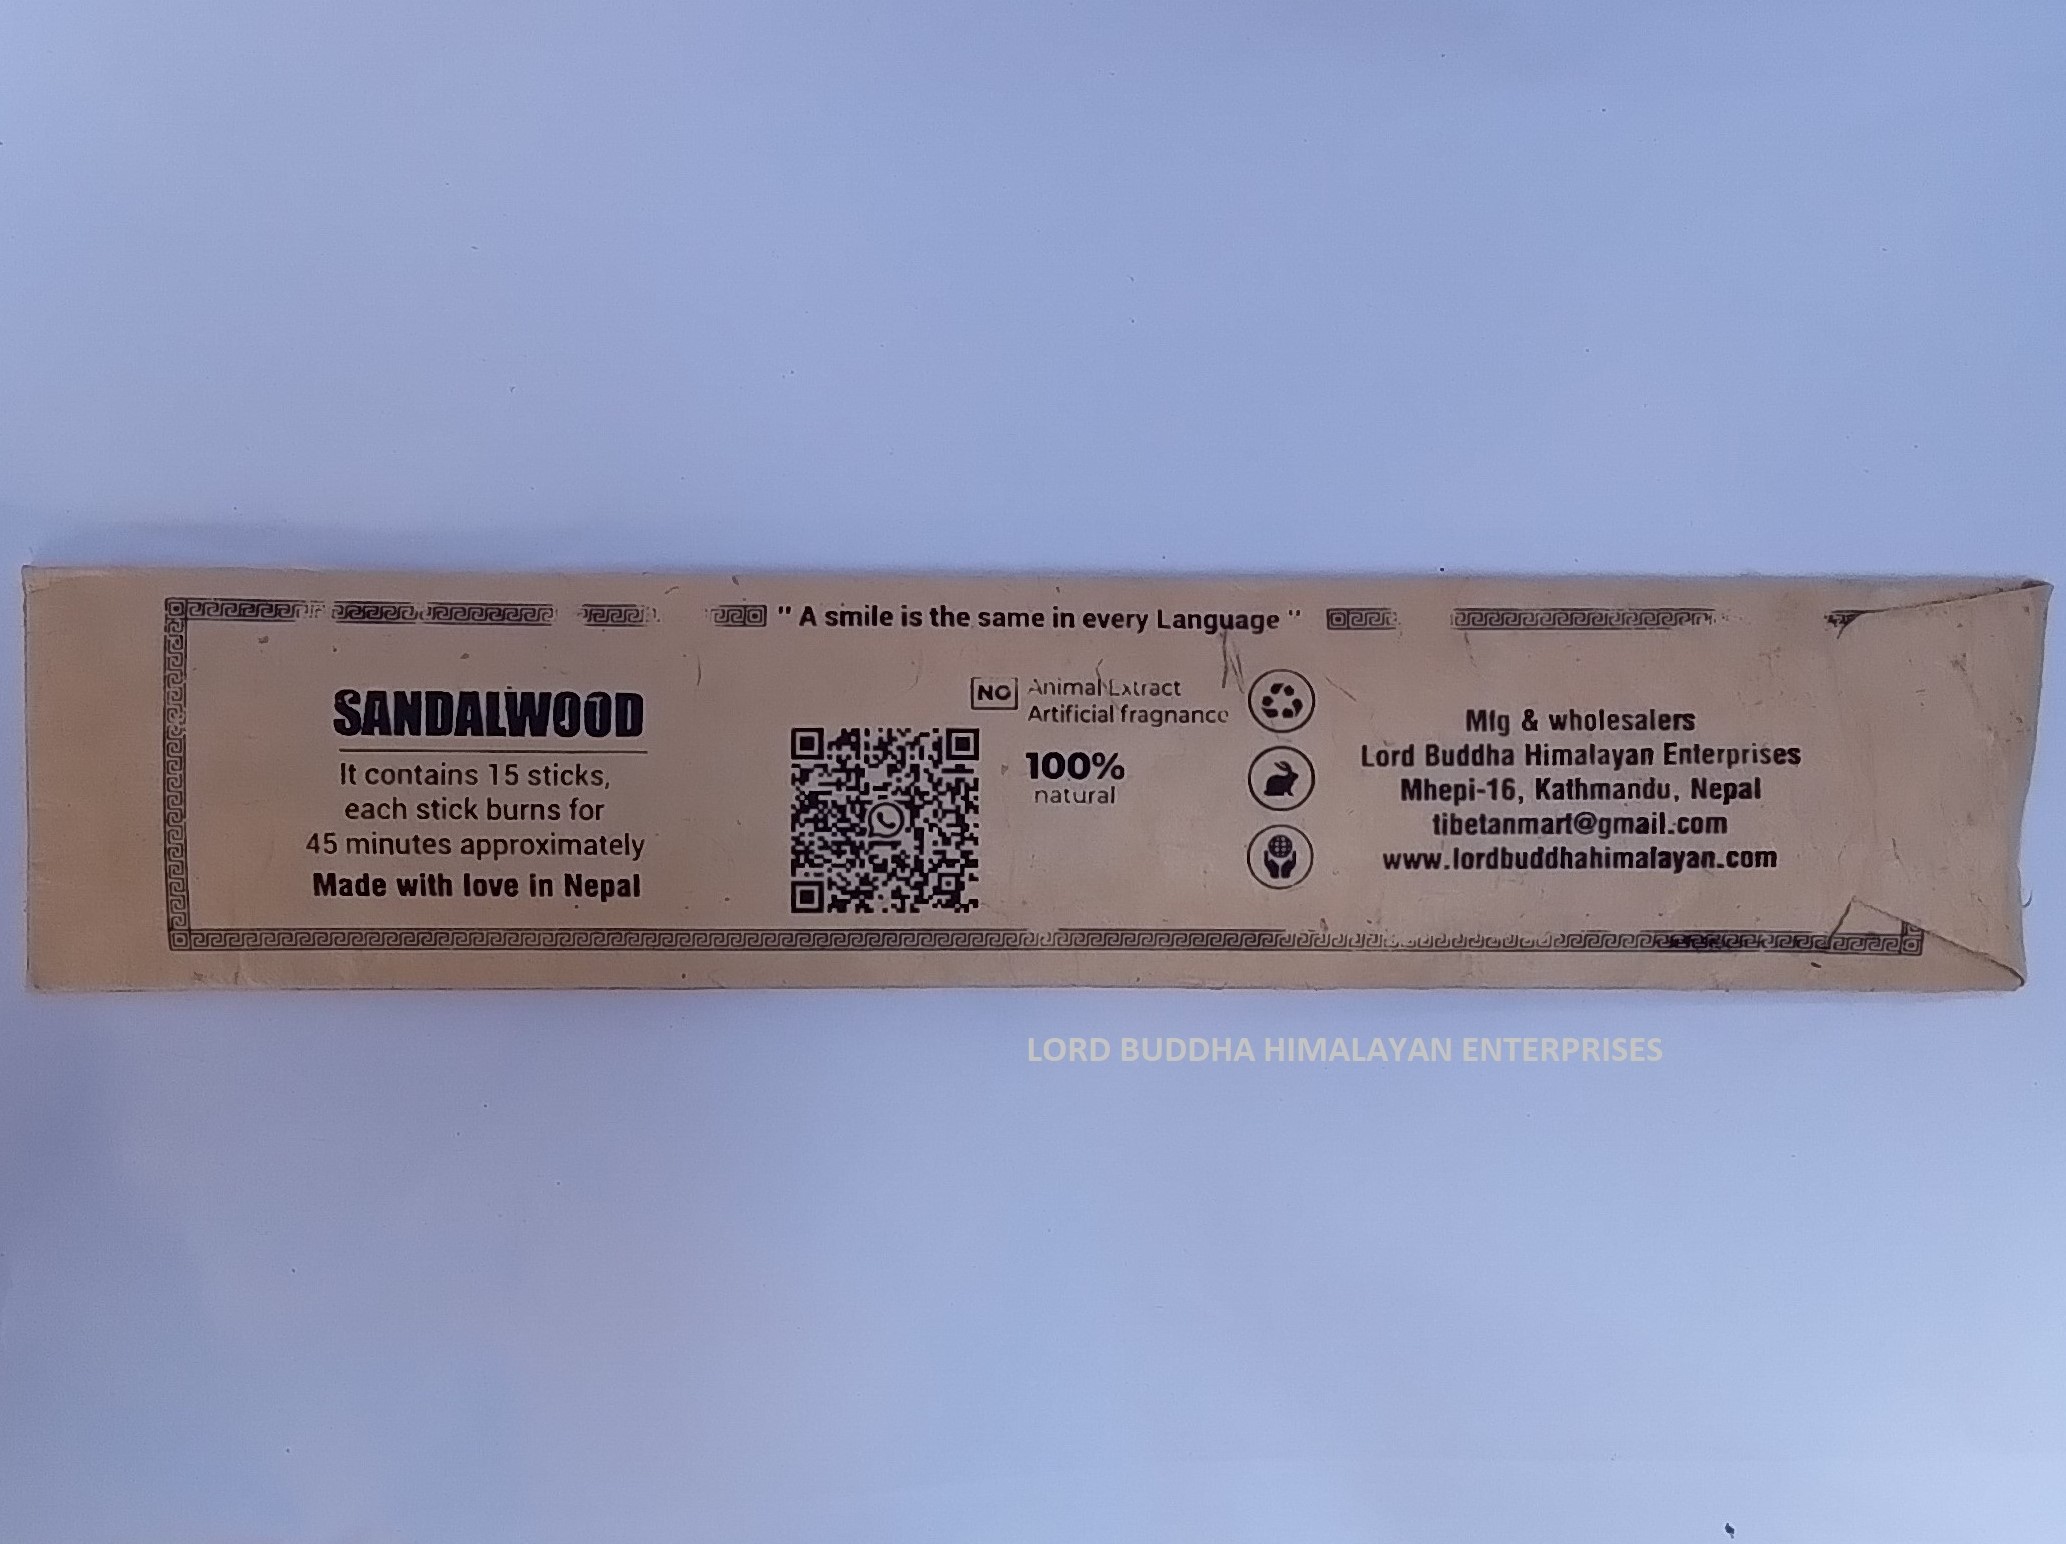 " A smile is the same in every Language "
SANDALWOOD
It contains 15 sticks,
each stick burns for
45 minutes approximately
Made with love in Nepal
NO Animal Extract
Artificial fragnance
100%
natural
Mfg & wholesalers
Lord Buddha Himalayan Enterprises
Mhepi-16, Kathmandu, Nepal
tibetanmart@gmail.com
www.lordbuddhahimalayan.com
LORD BUDDHA HIMALAYAN ENTERPRISES